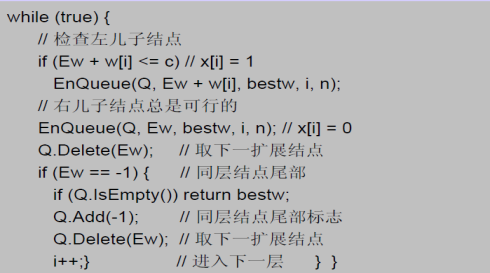 while (true) {
// 检查左儿子结点
if (Ew + w[i] <= c) // x[i] = 1
EnQueue(Q, Ew + w[i], bestw, i, n);
// 右儿子结点总是可行的
EnQueue(Q, Ew, bestw, i, n); // x[i] = 0
Q.Delete(Ew); // 取下一扩展结点
if (Ew == -1) { // 同层结点尾部
if (Q.IsEmpty()) return bestw;
Q.Add(-1); // 同层结点尾部标志
Q.Delete(Ew); // 取下一扩展结点
i++;} // 进入下一层 } }